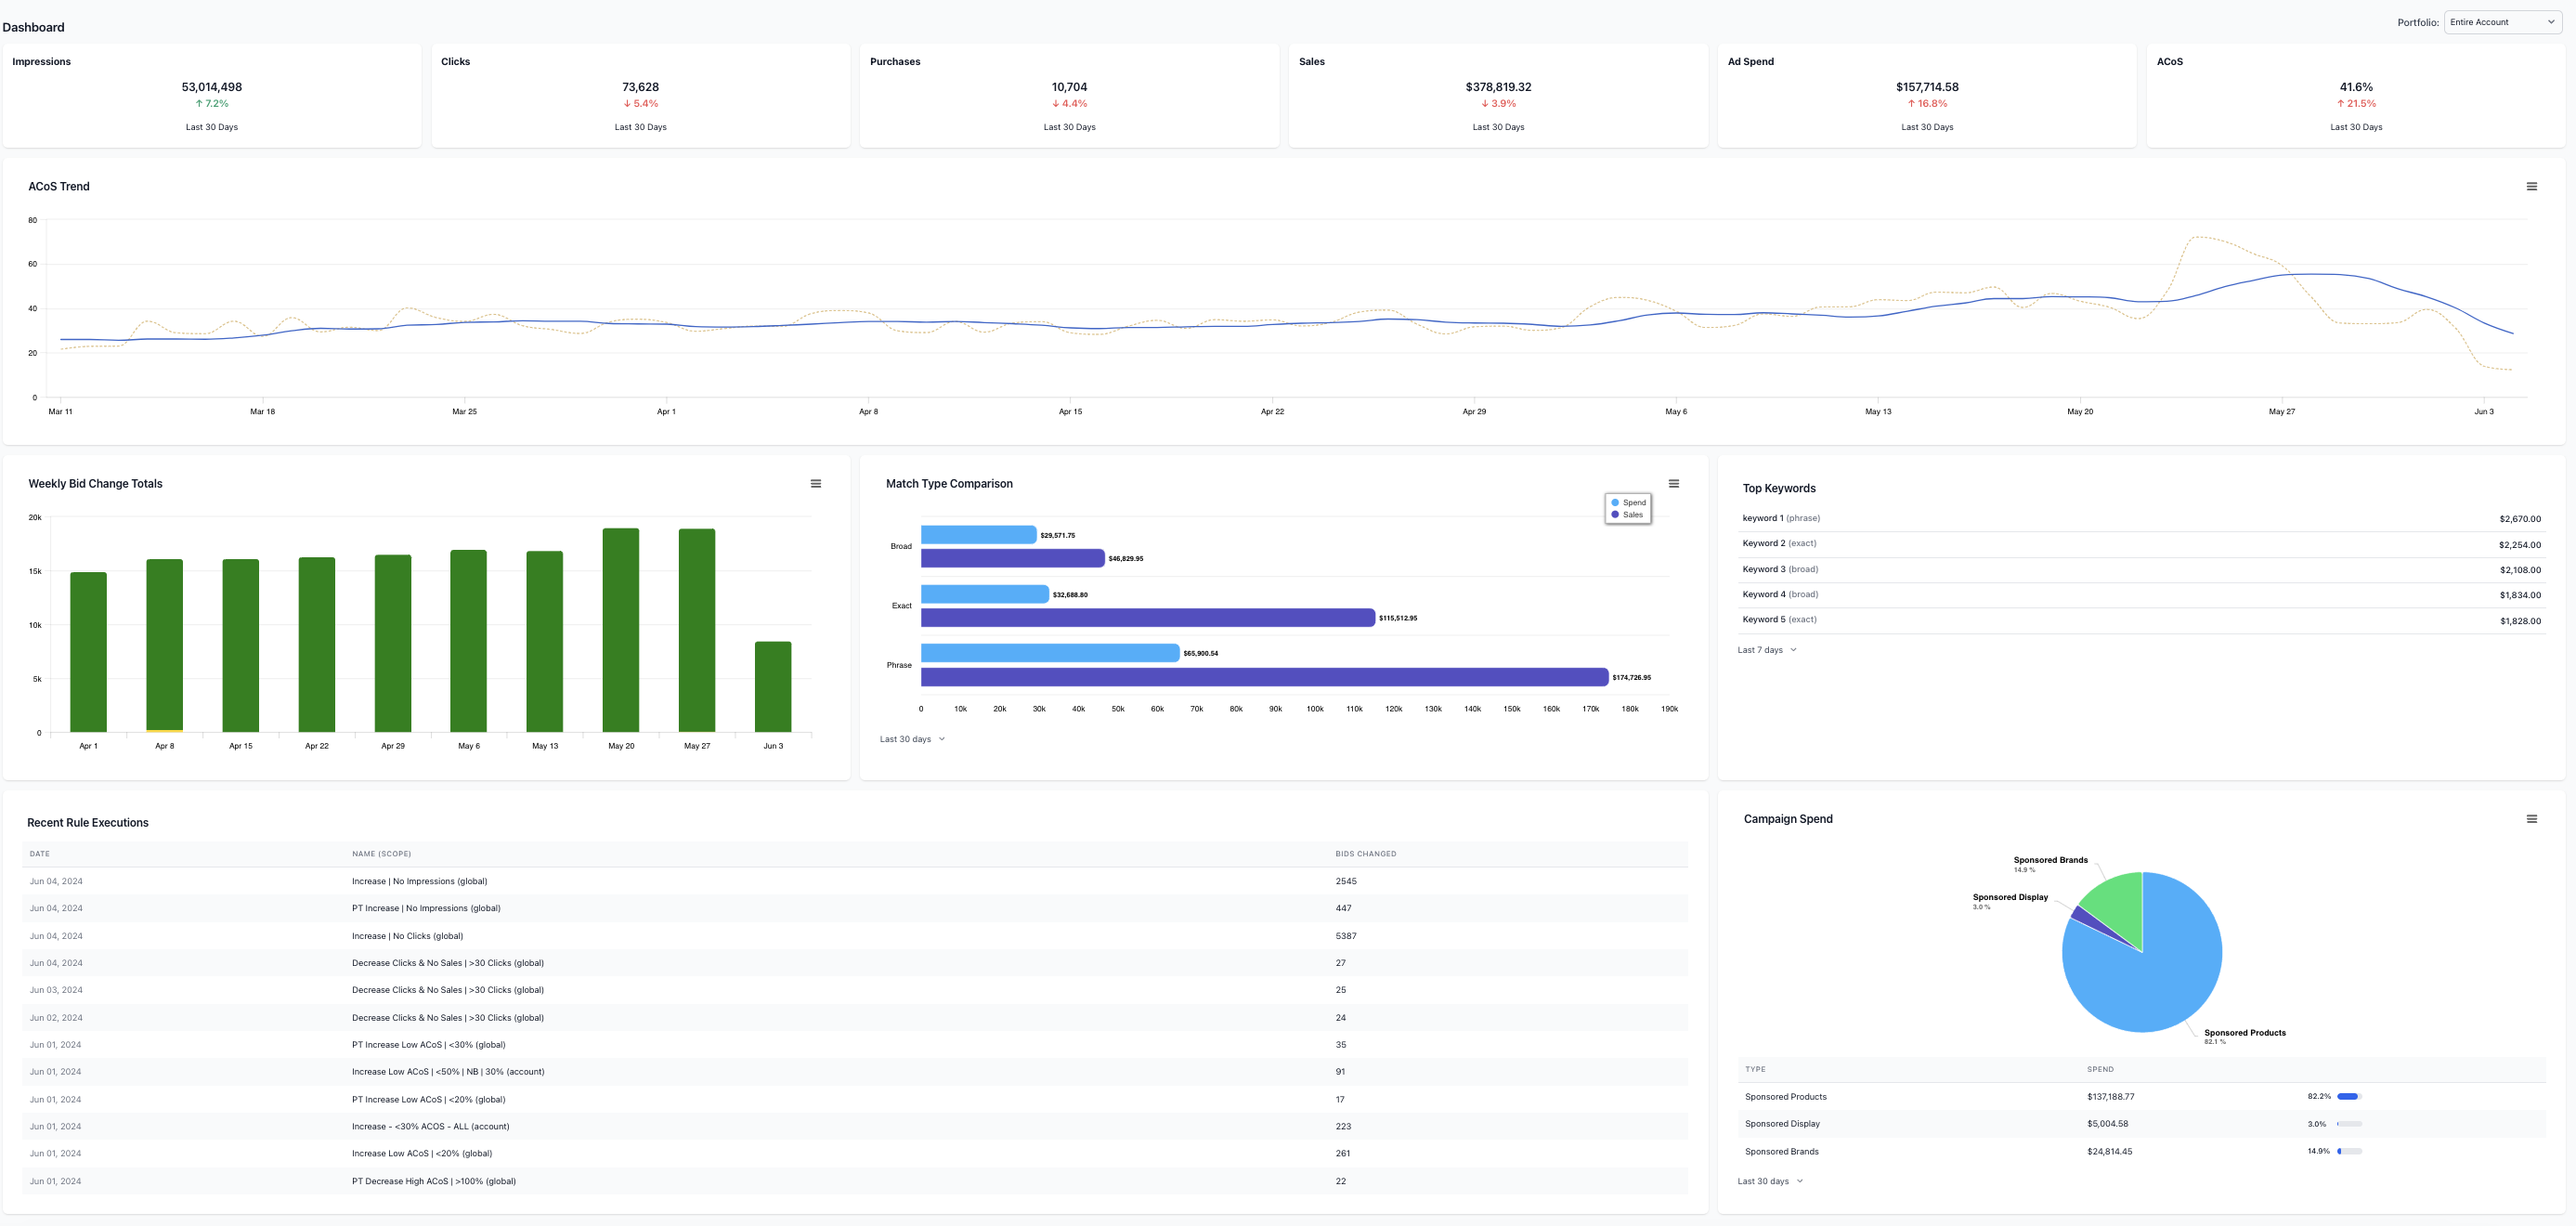 Dashboard
Portfolio: Entire Account
Impressions
53,014,498
↑ 7.2%
Last 30 Days
Clicks
73,628
↓ 5.4%
Last 30 Days
Purchases
10,704
↓ 4.4%
Last 30 Days
Sales
$378,819.32
↓ 3.9%
Last 30 Days
Ad Spend
$157,714.58
↑ 16.8%
Last 30 Days
ACoS
41.6%
↑ 21.5%
Last 30 Days
ACoS Trend
80
60
40
20
0
Mar 11 Mar 18 Mar 25 Apr 1 Apr 8 Apr 15 Apr 22 Apr 29 May 6 May 13 May 20 May 27 Jun 3
Weekly Bid Change Totals
20k
15k
10k
5k
0
Apr 1 Apr 8 Apr 15 Apr 22 Apr 29 May 6 May 13 May 20 May 27 Jun 3
Match Type Comparison
Spend
Sales
$29,571.75
Broad
$46,829.95
$32,688.80
Exact
$115,512.95
$65,900.54
Phrase
$174,726.95
0 10k 20k 30k 40k 50k 60k 70k 80k 90k 100k 110k 120k 130k 140k 150k 160k 170k 180k 190k
Last 30 days
Top Keywords
keyword 1 (phrase) $2,670.00
Keyword 2 (exact) $2,254.00
Keyword 3 (broad) $2,108.00
Keyword 4 (broad) $1,834.00
Keyword 5 (exact) $1,828.00
Last 7 days
Recent Rule Executions
DATE NAME (SCOPE) BIDS CHANGED
Jun 04, 2024 Increase | No Impressions (global) 2545
Jun 04, 2024 PT Increase | No Impressions (global) 447
Jun 04, 2024 Increase | No Clicks (global) 5387
Jun 04, 2024 Decrease Clicks & No Sales | >30 Clicks (global) 27
Jun 03, 2024 Decrease Clicks & No Sales | >30 Clicks (global) 25
Jun 02, 2024 Decrease Clicks & No Sales | >30 Clicks (global) 24
Jun 01, 2024 PT Increase Low ACoS | <30% (global) 35
Jun 01, 2024 Increase Low ACoS | <50% | NB | 30% (account) 91
Jun 01, 2024 PT Increase Low ACoS | <20% (global) 17
Jun 01, 2024 Increase - <30% ACOS - ALL (account) 223
Jun 01, 2024 Increase Low ACoS | <20% (global) 261
Jun 01, 2024 PT Decrease High ACoS | >100% (global) 22
Campaign Spend
Sponsored Brands
14.9 %
Sponsored Display
3.0 %
Sponsored Products
82.1 %
TYPE SPEND
Sponsored Products $137,188.77 82.2%
Sponsored Display $5,004.58 3.0%
Sponsored Brands $24,814.45 14.9%
Last 30 days